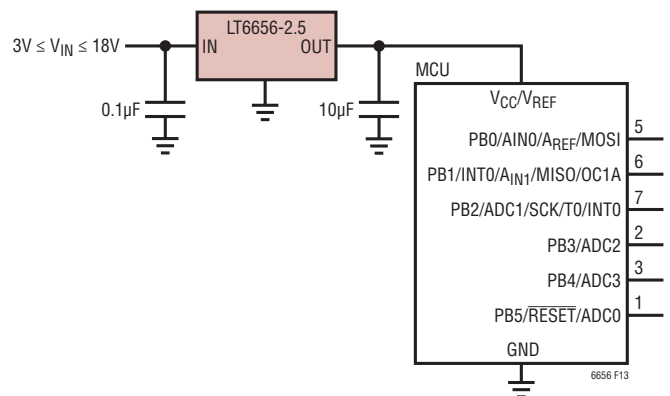 3V ≤ VIN ≤ 18V
LT6656-2.5
IN
OUT
0.1µF
10µF
MCU
VCC/VREF
PB0/AIN0/AREF/MOSI
5
PB1/INT0/AIN1/MISO/OC1A
6
PB2/ADC1/SCK/T0/INT0
7
PB3/ADC2
2
PB4/ADC3
3
PB5/RESET/ADC0
1
GND
6656 F13